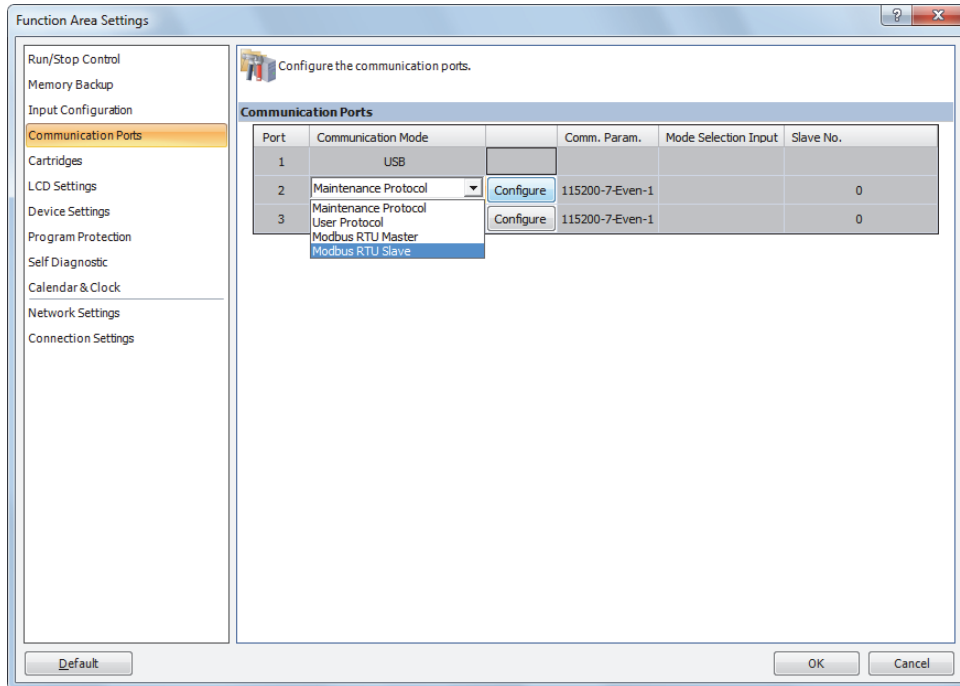 Function Area Settings
?
Run/Stop Control
Memory Backup
Input Configuration
Communication Ports
Cartridges
LCD Settings
Device Settings
Program Protection
Self Diagnostic
Calendar & Clock
Network Settings
Connection Settings
Configure the communication ports.
Communication Ports
Port Communication Mode Comm. Param. Mode Selection Input Slave No.
1 USB
2 Maintenance Protocol Configure 115200-7-Even-1 0
3 Configure 115200-7-Even-1 0
Maintenance Protocol
User Protocol
Modbus RTU Master
Modbus RTU Slave
Default OK Cancel